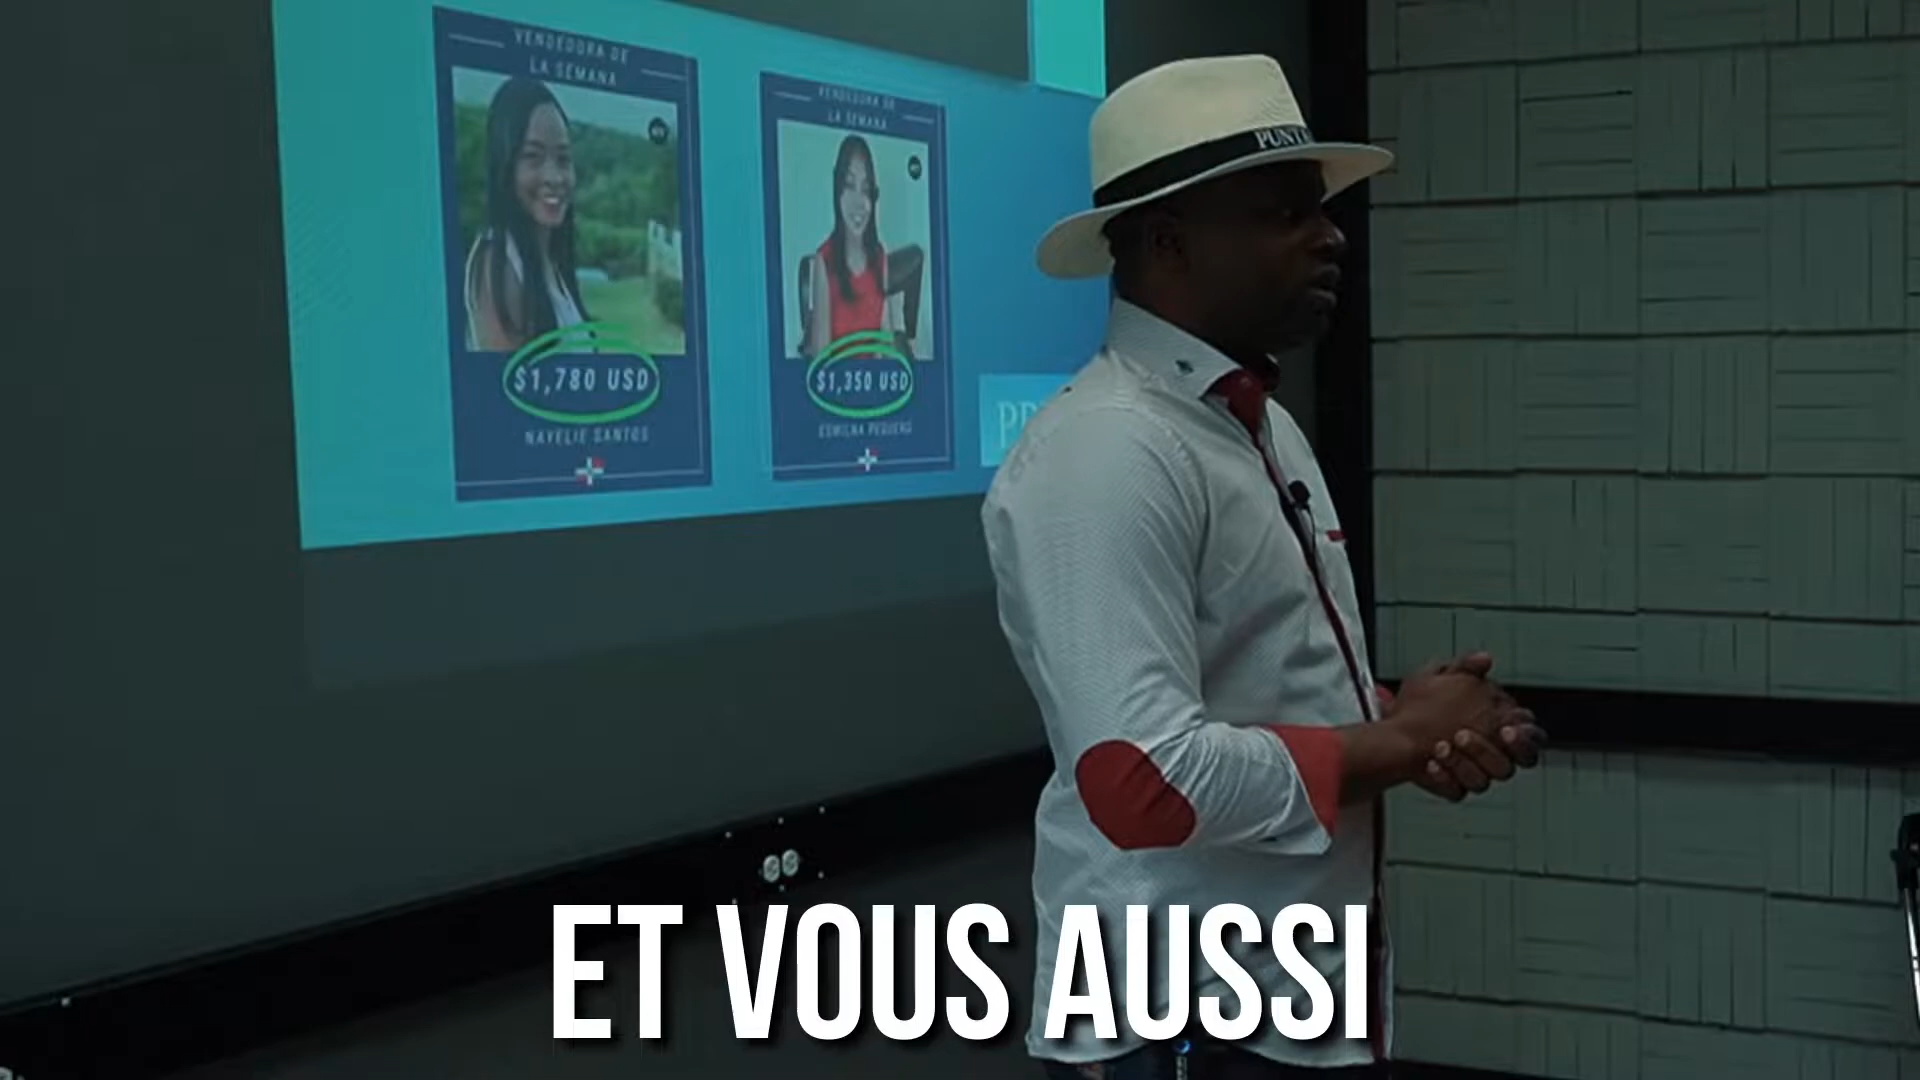 VENDEDORA DE
LA SEMANA
$1,780 USD
NAYELIE SANTOS
VENDEDORA DE
LA SEMANA
$1,350 USD
PUNTA
ET VOUS AUSSI